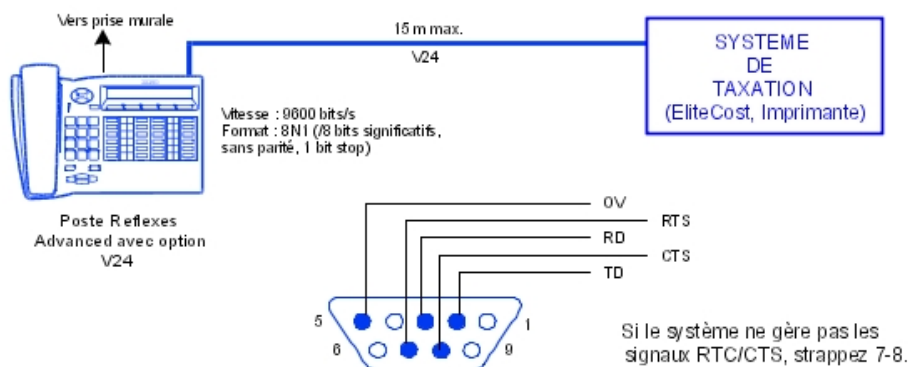 Vers prise murale
15 m max.
V24
SYSTEME
DE
TAXATION
(EliteCost, Imprimante)
Vitesse : 9600 bits/s
Format : 8N1 (/8 bits significatifs,
sans parité, 1 bit stop)
Poste Reflexes
Advanced avec option
V24
0V
RTS
RD
CTS
TD
5
1
6
9
Si le système ne gère pas les
signaux RTC/CTS, strappez 7-8.